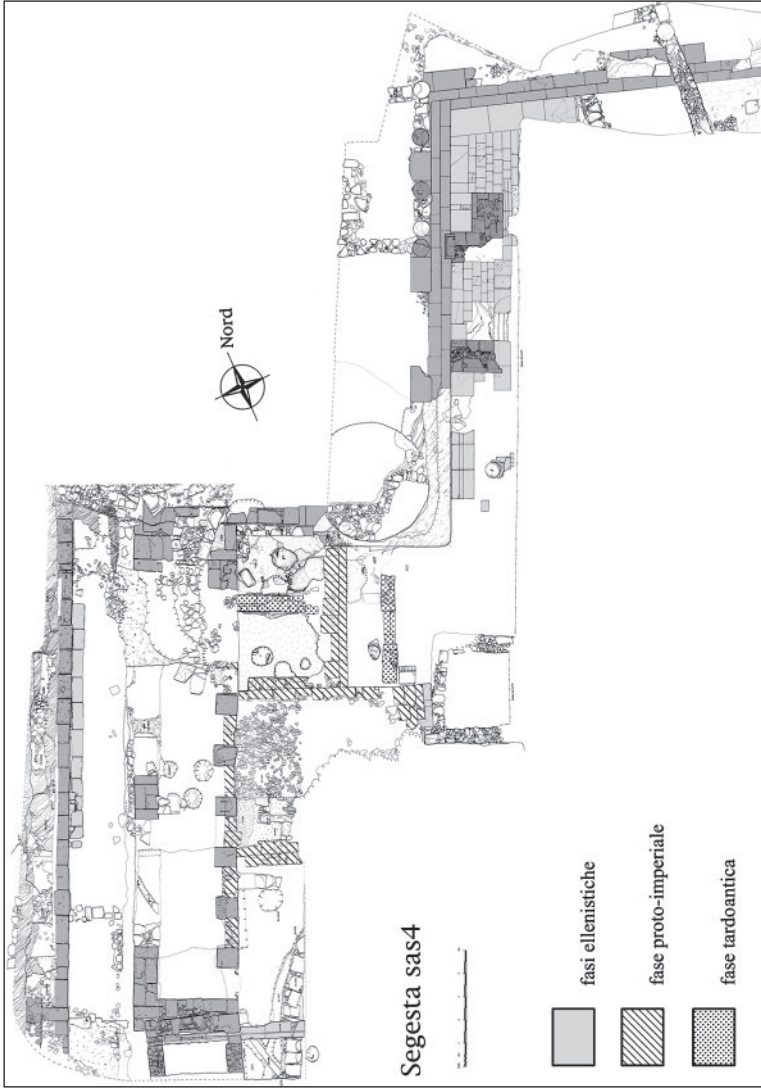 Nord
Segesta sas4
fasi ellenistiche
fase proto-imperiale
fase tardoantica